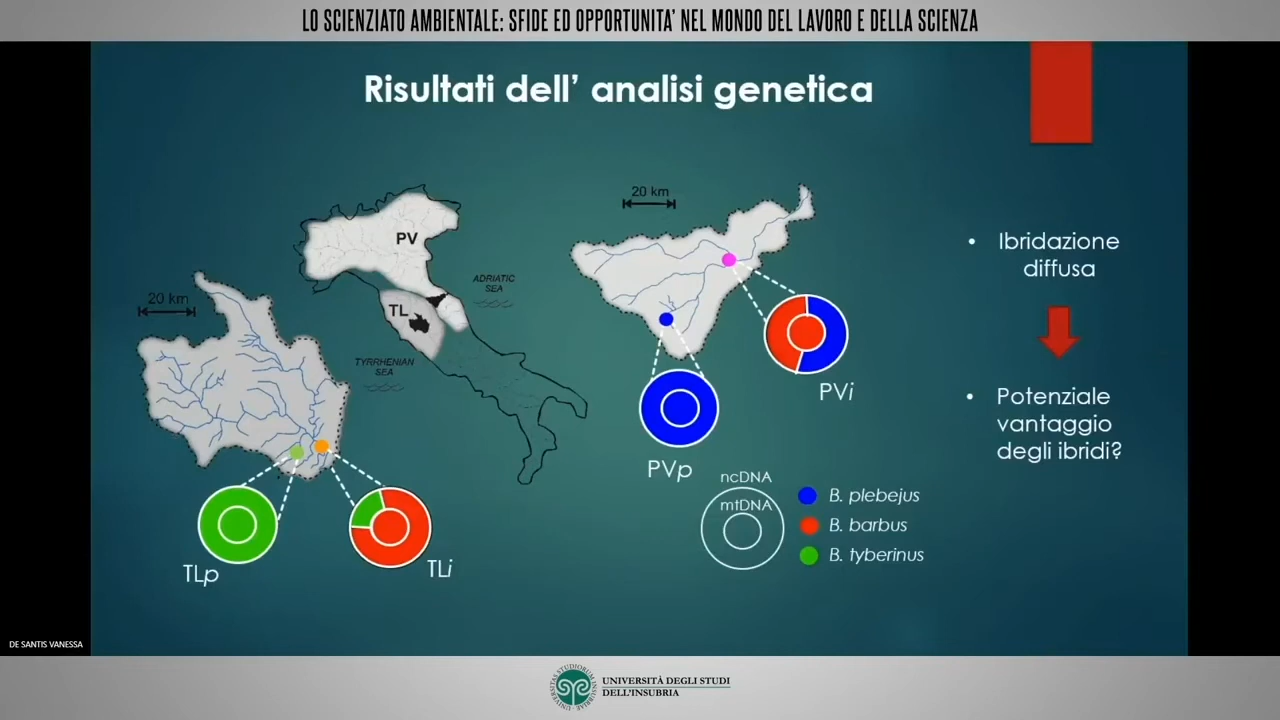 LO SCIENZIATO AMBIENTALE: SFIDE ED OPPORTUNITA' NEL MONDO DEL LAVORO E DELLA SCIENZA
Risultati dell' analisi genetica
20 km
PV
TL
ADRIATIC
SEA
TYRRHENIAN
SEA
20 km
TLp
TLi
PVp
PVi
ncDNA
mtDNA
B. plebejus
B. barbus
B. tyberinus
• Ibridazione
diffusa
• Potenziale
vantaggio
degli ibridi?
DE SANTIS VANESSA
UNIVERSITÀ DEGLI STUDI
DELL'INSUBRIA